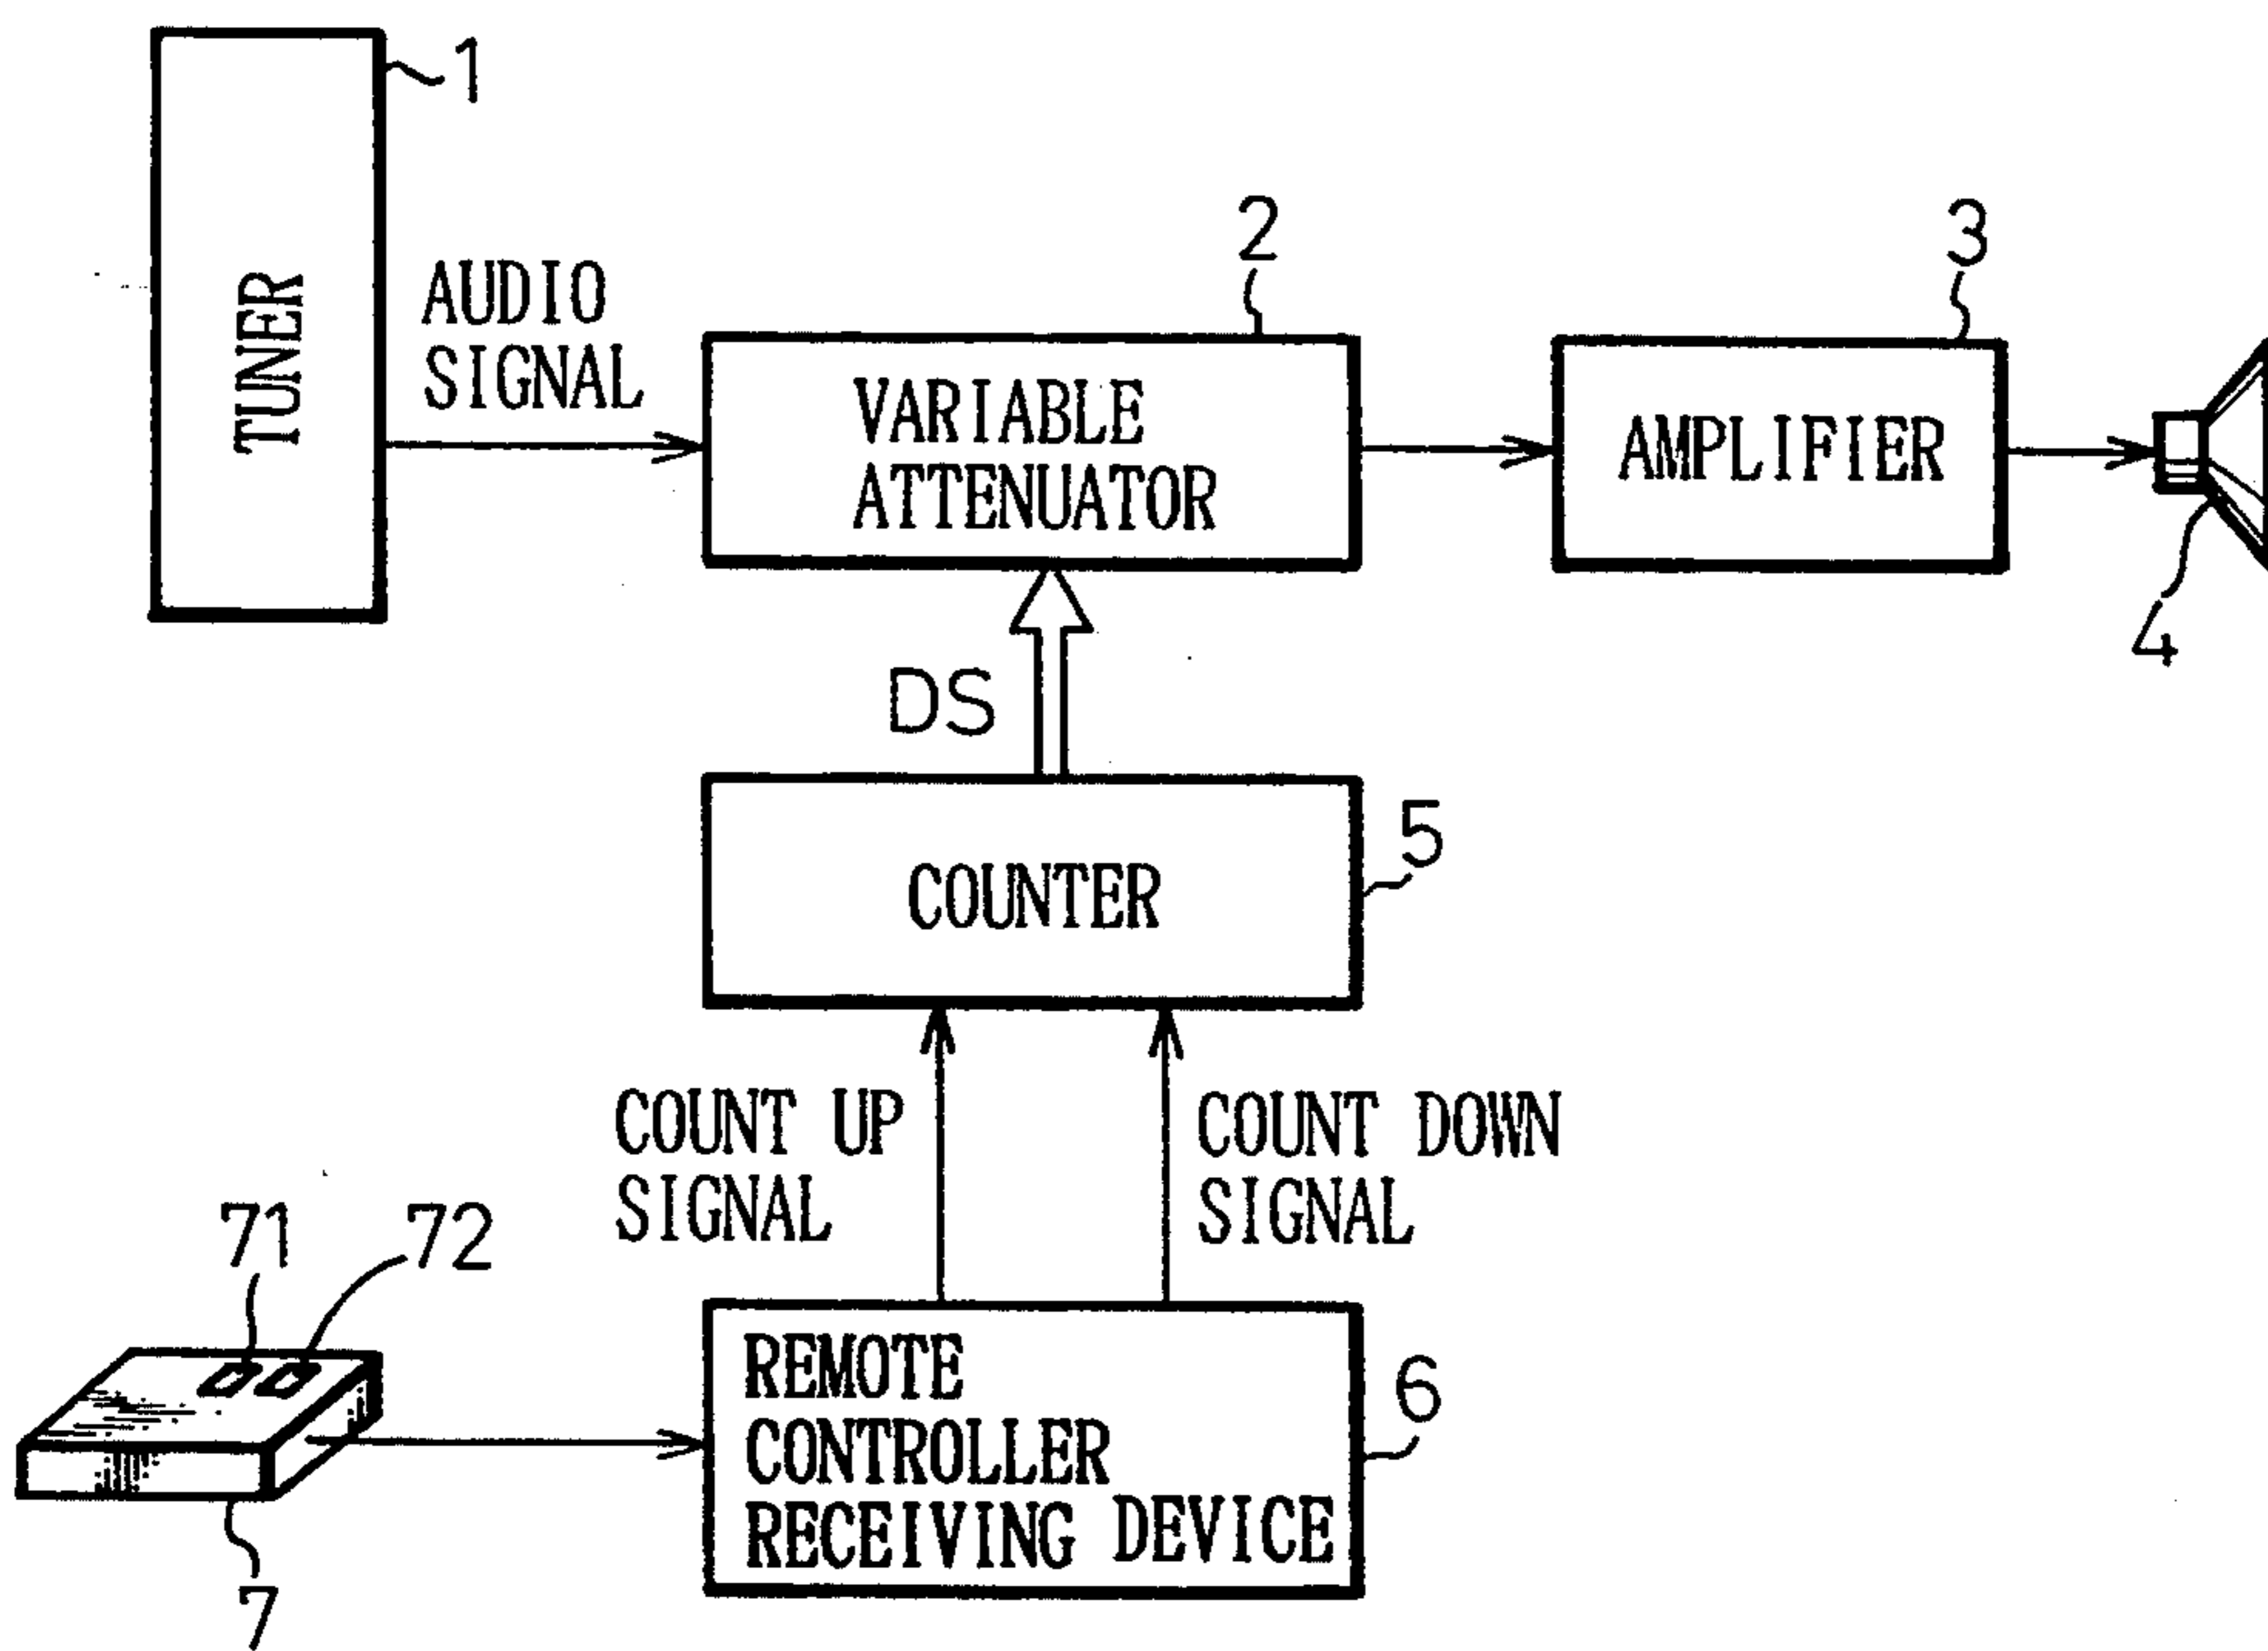 1
TUNER
AUDIO
SIGNAL
2
VARIABLE
ATTENUATOR
3
AMPLIFIER
4
DS
COUNTER
5
COUNT UP
SIGNAL
COUNT DOWN
SIGNAL
71
72
7
REMOTE
CONTROLLER
RECEIVING DEVICE
6